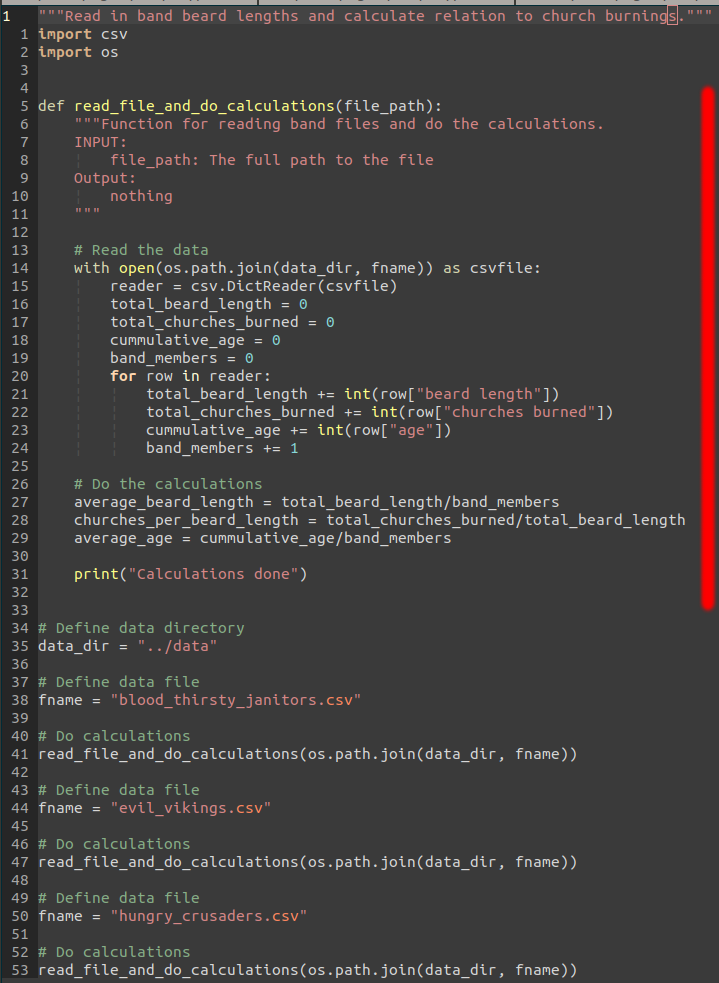 1 """Read in band beard lengths and calculate relation to church burnings."""
1 import csv
2 import os
3
4
5 def read_file_and_do_calculations(file_path):
6     """Function for reading band files and do the calculations.
7     INPUT:
8         file_path: The full path to the file
9     Output:
10         nothing
11     """
12
13     # Read the data
14     with open(os.path.join(data_dir, fname)) as csvfile:
15         reader = csv.DictReader(csvfile)
16         total_beard_length = 0
17         total_churches_burned = 0
18         cummulative_age = 0
19         band_members = 0
20         for row in reader:
21             total_beard_length += int(row["beard length"])
22             total_churches_burned += int(row["churches burned"])
23             cummulative_age += int(row["age"])
24             band_members += 1
25
26     # Do the calculations
27     average_beard_length = total_beard_length/band_members
28     churches_per_beard_length = total_churches_burned/total_beard_length
29     average_age = cummulative_age/band_members
30
31     print("Calculations done")
32
33
34 # Define data directory
35 data_dir = "../data"
36
37 # Define data file
38 fname = "blood_thirsty_janitors.csv"
39
40 # Do calculations
41 read_file_and_do_calculations(os.path.join(data_dir, fname))
42
43 # Define data file
44 fname = "evil_vikings.csv"
45
46 # Do calculations
47 read_file_and_do_calculations(os.path.join(data_dir, fname))
48
49 # Define data file
50 fname = "hungry_crusaders.csv"
51
52 # Do calculations
53 read_file_and_do_calculations(os.path.join(data_dir, fname))